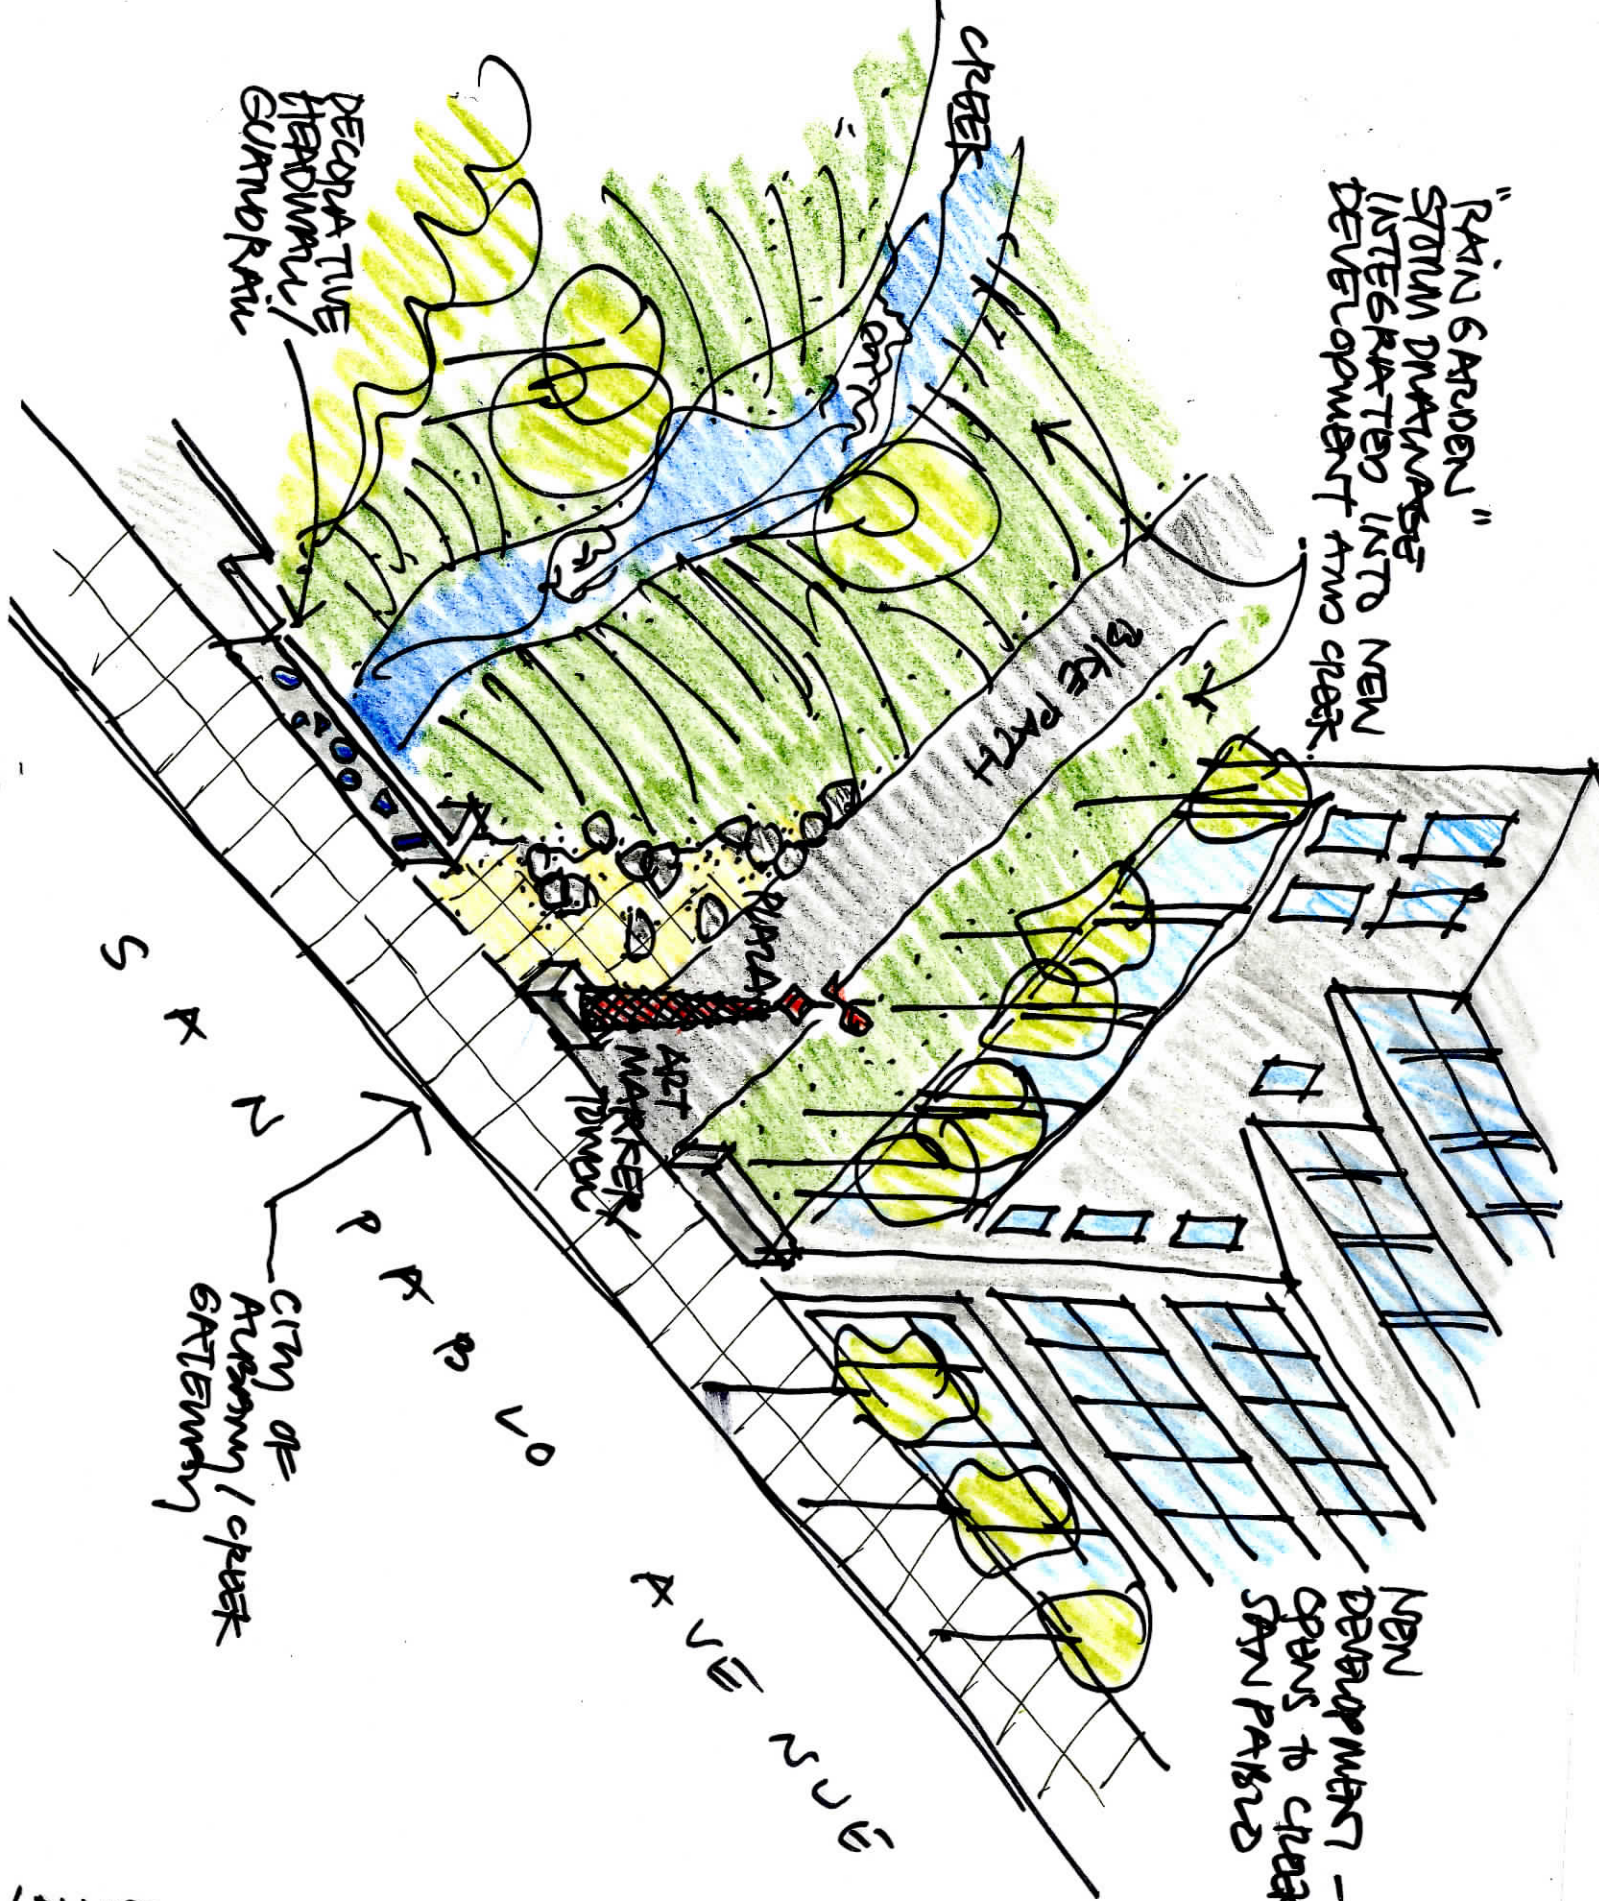 CREEK
"RAIN GARDEN"
STORM DRAINAGE
INTEGRATED INTO NEW
DEVELOPMENT AND CREEK
DECORATIVE
HEADWALL/
GUARDRAIL
BIKE PATH
PLAZA
ART
MARKER/
TOWER
SAN PABLO AVENUE
CITY OF
ALBANY/CREEK
GATEWAY
NEW
DEVELOPMENT -
OPENS TO CREEK
SAN PABLO